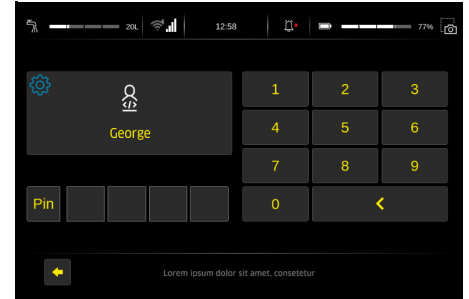 20L 12:58 77%
</>
George
1 2 3
4 5 6
7 8 9
Pin 0
Lorem ipsum dolor sit amet, consetetur